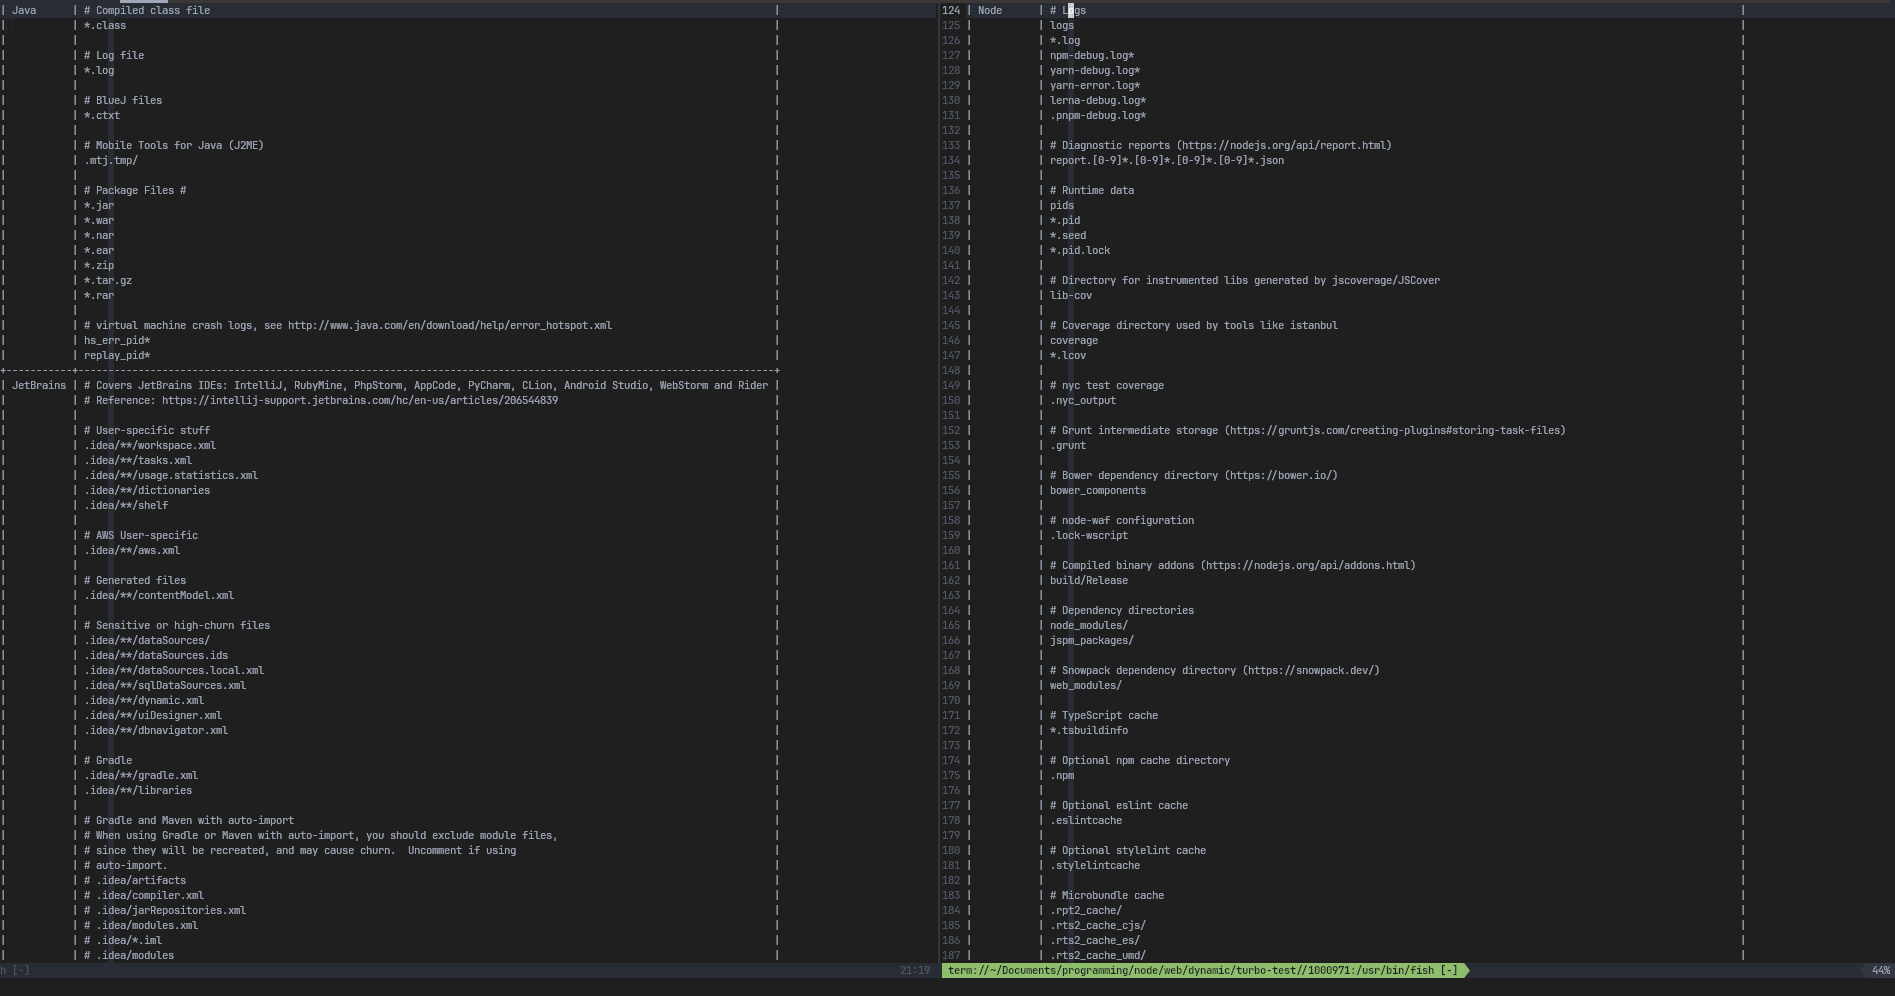 | Java | # Compiled class file |
| | *.class |
| | |
| | # Log file |
| | *.log |
| | |
| | # BlueJ files |
| | *.ctxt |
| | |
| | # Mobile Tools for Java (J2ME) |
| | .mtj.tmp/ |
| | |
| | # Package Files # |
| | *.jar |
| | *.war |
| | *.nar |
| | *.ear |
| | *.zip |
| | *.tar.gz |
| | *.rar |
| | |
| | # virtual machine crash logs, see http://www.java.com/en/download/help/error_hotspot.xml |
| | hs_err_pid* |
| | replay_pid* |
| JetBrains | # Covers JetBrains IDEs: IntelliJ, RubyMine, PhpStorm, AppCode, PyCharm, CLion, Android Studio, WebStorm and Rider |
| | # Reference: https://intellij-support.jetbrains.com/hc/en-us/articles/206544839 |
| | |
| | # User-specific stuff |
| | .idea/**/workspace.xml |
| | .idea/**/tasks.xml |
| | .idea/**/usage.statistics.xml |
| | .idea/**/dictionaries |
| | .idea/**/shelf |
| | |
| | # AWS User-specific |
| | .idea/**/aws.xml |
| | |
| | # Generated files |
| | .idea/**/contentModel.xml |
| | |
| | # Sensitive or high-churn files |
| | .idea/**/dataSources/ |
| | .idea/**/dataSources.ids |
| | .idea/**/dataSources.local.xml |
| | .idea/**/sqlDataSources.xml |
| | .idea/**/dynamic.xml |
| | .idea/**/uiDesigner.xml |
| | .idea/**/dbnavigator.xml |
| | |
| | # Gradle |
| | .idea/**/gradle.xml |
| | .idea/**/libraries |
| | |
| | # Gradle and Maven with auto-import |
| | # When using Gradle or Maven with auto-import, you should exclude module files, |
| | # since they will be recreated, and may cause churn.  Uncomment if using |
| | # auto-import. |
| | # .idea/artifacts |
| | # .idea/compiler.xml |
| | # .idea/jarRepositories.xml |
| | # .idea/modules.xml |
| | # .idea/*.iml |
| | # .idea/modules |
h [-] 21:19
124 | Node | # Logs |
125 | | logs |
126 | | *.log |
127 | | npm-debug.log* |
128 | | yarn-debug.log* |
129 | | yarn-error.log* |
130 | | lerna-debug.log* |
131 | | .pnpm-debug.log* |
132 | | |
133 | | # Diagnostic reports (https://nodejs.org/api/report.html) |
134 | | report.[0-9]*.[0-9]*.[0-9]*.[0-9]*.json |
135 | | |
136 | | # Runtime data |
137 | | pids |
138 | | *.pid |
139 | | *.seed |
140 | | *.pid.lock |
141 | | |
142 | | # Directory for instrumented libs generated by jscoverage/JSCover |
143 | | lib-cov |
144 | | |
145 | | # Coverage directory used by tools like istanbul |
146 | | coverage |
147 | | *.lcov |
148 | | |
149 | | # nyc test coverage |
150 | | .nyc_output |
151 | | |
152 | | # Grunt intermediate storage (https://gruntjs.com/creating-plugins#storing-task-files) |
153 | | .grunt |
154 | | |
155 | | # Bower dependency directory (https://bower.io/) |
156 | | bower_components |
157 | | |
158 | | # node-waf configuration |
159 | | .lock-wscript |
160 | | |
161 | | # Compiled binary addons (https://nodejs.org/api/addons.html) |
162 | | build/Release |
163 | | |
164 | | # Dependency directories |
165 | | node_modules/ |
166 | | jspm_packages/ |
167 | | |
168 | | # Snowpack dependency directory (https://snowpack.dev/) |
169 | | web_modules/ |
170 | | |
171 | | # TypeScript cache |
172 | | *.tsbuildinfo |
173 | | |
174 | | # Optional npm cache directory |
175 | | .npm |
176 | | |
177 | | # Optional eslint cache |
178 | | .eslintcache |
179 | | |
180 | | # Optional stylelint cache |
181 | | .stylelintcache |
182 | | |
183 | | # Microbundle cache |
184 | | .rpt2_cache/ |
185 | | .rts2_cache_cjs/ |
186 | | .rts2_cache_es/ |
187 | | .rts2_cache_umd/ |
term://~/Documents/programming/node/web/dynamic/turbo-test//1000971:/usr/bin/fish [-] 44%